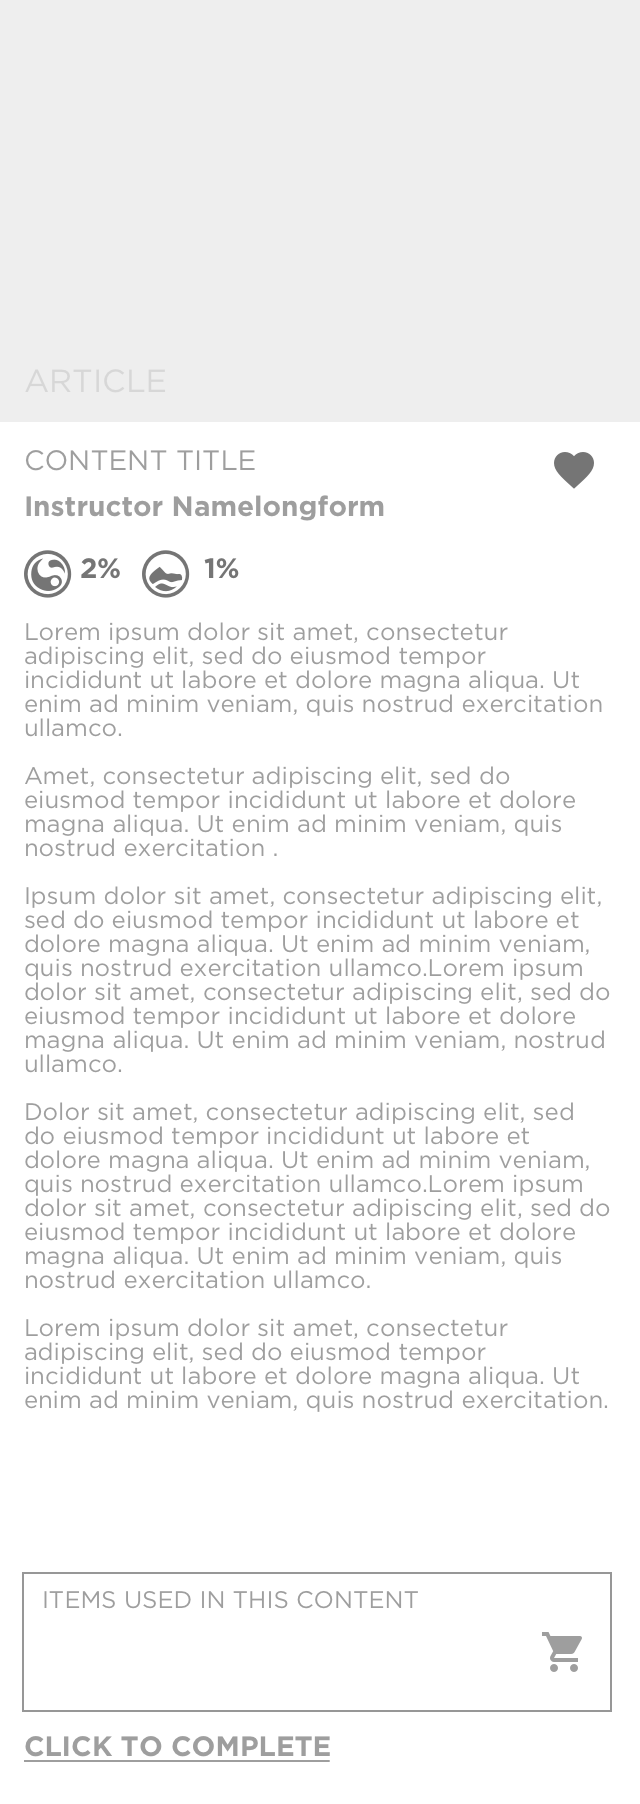 ARTICLE
CONTENT TITLE
Instructor Namelongform
2% 1%
Lorem ipsum dolor sit amet, consectetur
adipiscing elit, sed do eiusmod tempor
incididunt ut labore et dolore magna aliqua. Ut
enim ad minim veniam, quis nostrud exercitation
ullamco.
Amet, consectetur adipiscing elit, sed do
eiusmod tempor incididunt ut labore et dolore
magna aliqua. Ut enim ad minim veniam, quis
nostrud exercitation .
Ipsum dolor sit amet, consectetur adipiscing elit,
sed do eiusmod tempor incididunt ut labore et
dolore magna aliqua. Ut enim ad minim veniam,
quis nostrud exercitation ullamco.Lorem ipsum
dolor sit amet, consectetur adipiscing elit, sed do
eiusmod tempor incididunt ut labore et dolore
magna aliqua. Ut enim ad minim veniam, nostrud
ullamco.
Dolor sit amet, consectetur adipiscing elit, sed
do eiusmod tempor incididunt ut labore et
dolore magna aliqua. Ut enim ad minim veniam,
quis nostrud exercitation ullamco.Lorem ipsum
dolor sit amet, consectetur adipiscing elit, sed do
eiusmod tempor incididunt ut labore et dolore
magna aliqua. Ut enim ad minim veniam, quis
nostrud exercitation ullamco.
Lorem ipsum dolor sit amet, consectetur
adipiscing elit, sed do eiusmod tempor
incididunt ut labore et dolore magna aliqua. Ut
enim ad minim veniam, quis nostrud exercitation.
ITEMS USED IN THIS CONTENT
CLICK TO COMPLETE